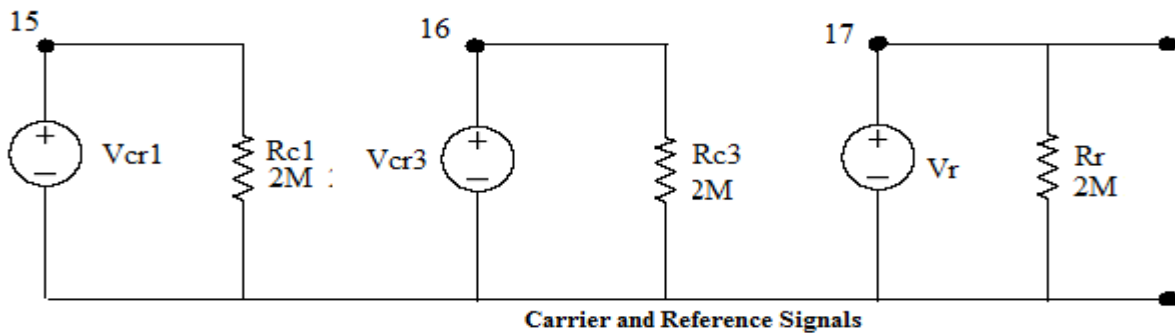 15
16
17
Vcr1
Rc1
2M
Vcr3
Rc3
2M
Vr
Rr
2M
Carrier and Reference Signals